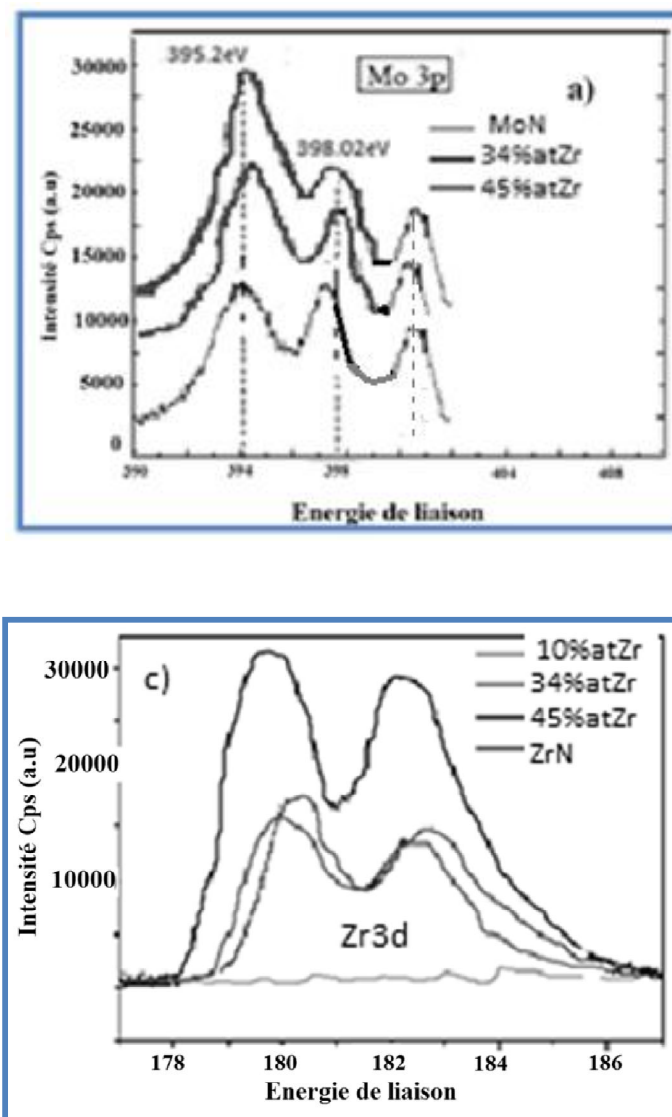 30000
395.2eV
Mo 3p
a)
25000
398.02eV
MoN
34%atZr
45%atZr
20000
15000
10000
5000
0
Intensité Cps (a.u)
390
394
398
404
408
Energie de liaison
30000
c)
10%atZr
34%atZr
45%atZr
ZrN
20000
10000
Intensité Cps (a.u)
Zr3d
178
180
182
184
186
Energie de liaison